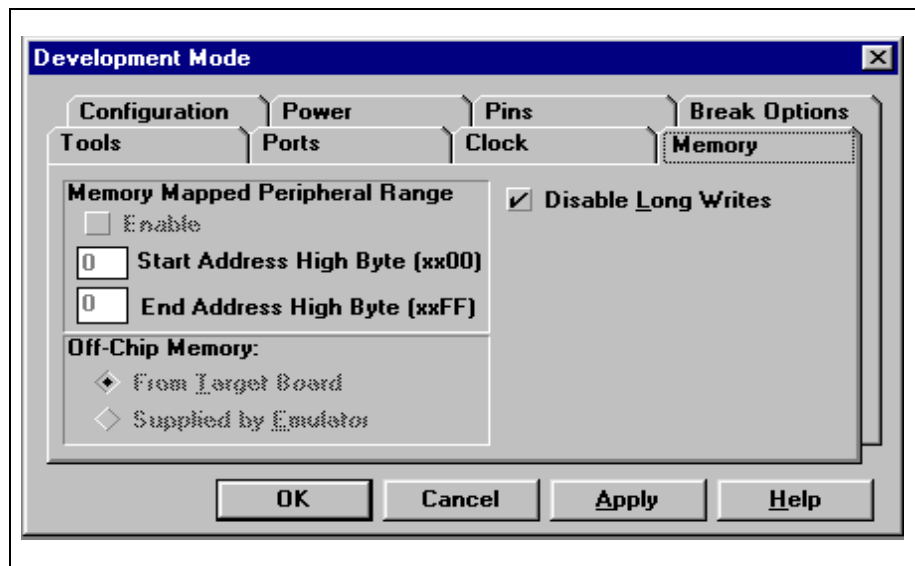 Development Mode
Configuration Power Pins Break Options
Tools Ports Clock Memory
Memory Mapped Peripheral Range
Enable
0 Start Address High Byte (xx00)
0 End Address High Byte (xxFF)
Off-Chip Memory:
From Target Board
Supplied by Emulator
Disable Long Writes
OK Cancel Apply Help